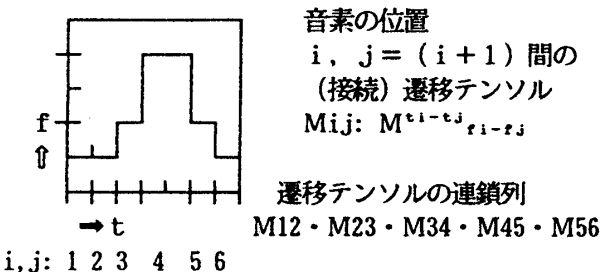 音素の位置
i, j=(i+1)間の
(接続)遷移テンソル
Mij: M^ti-tj_fi-fj
f
⇧
➡t
遷移テンソルの連鎖列
M12・M23・M34・M45・M56
i,j: 1 2 3 4 5 6